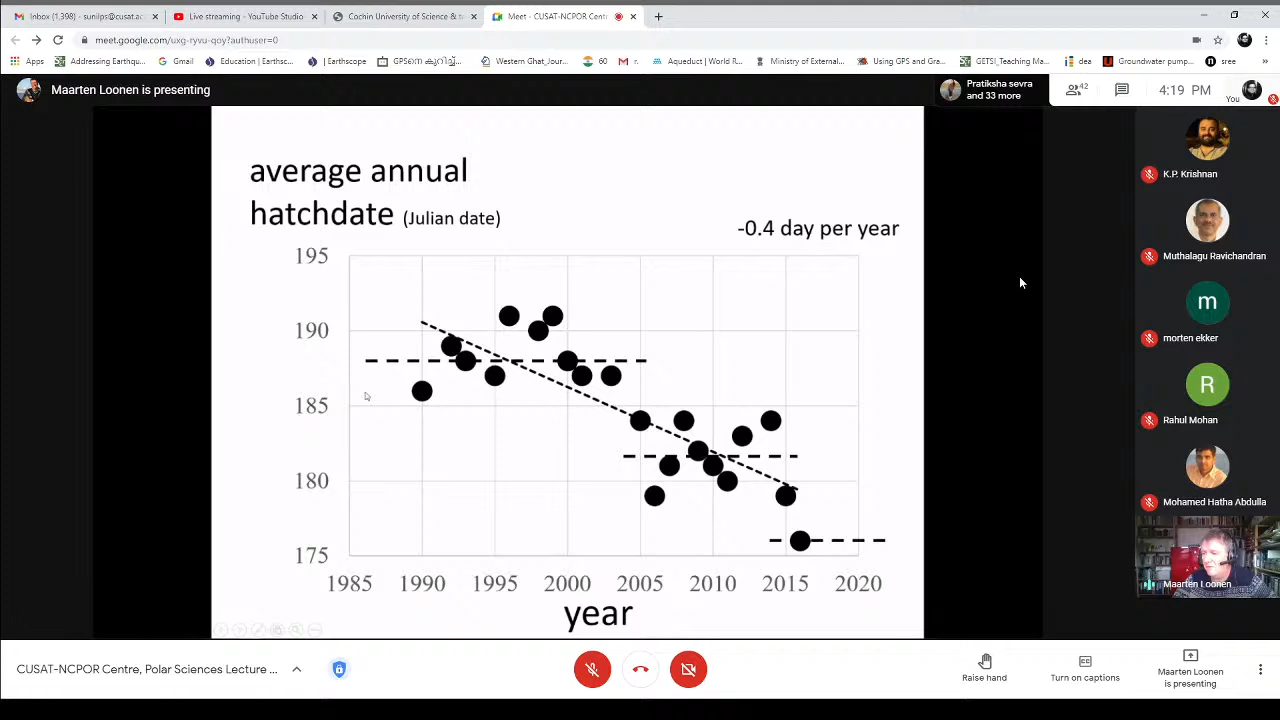 Inbox (1,398) - sunilps@cusat.ac
Live streaming - YouTube Studio
Cochin University of Science & t
Meet - CUSAT-NCPOR Centr
meet.google.com/uxg-ryvu-qoy?authuser=0
Apps
Addressing Earthqu...
Gmail
Education | Earthsc...
| Earthscope
Western Ghat_Jour...
60
r.
Aqueduct | World R...
Ministry of External...
Using GPS and Gra...
GETSI_Teaching Ma...
idea
Groundwater pump...
sree
Maarten Loonen is presenting
Pratiksha sevra
and 33 more
42
4:19 PM
You
average annual
hatchdate (Julian date)
-0.4 day per year
195
190
185
180
175
1985 1990 1995 2000 2005 2010 2015 2020
year
K.P. Krishnan
Muthalagu Ravichandran
m
morten ekker
R
Rahul Mohan
Mohamed Hatha Abdulla
Maarten Loonen
CUSAT-NCPOR Centre, Polar Sciences Lecture ...
Raise hand
Turn on captions
Maarten Loonen
is presenting